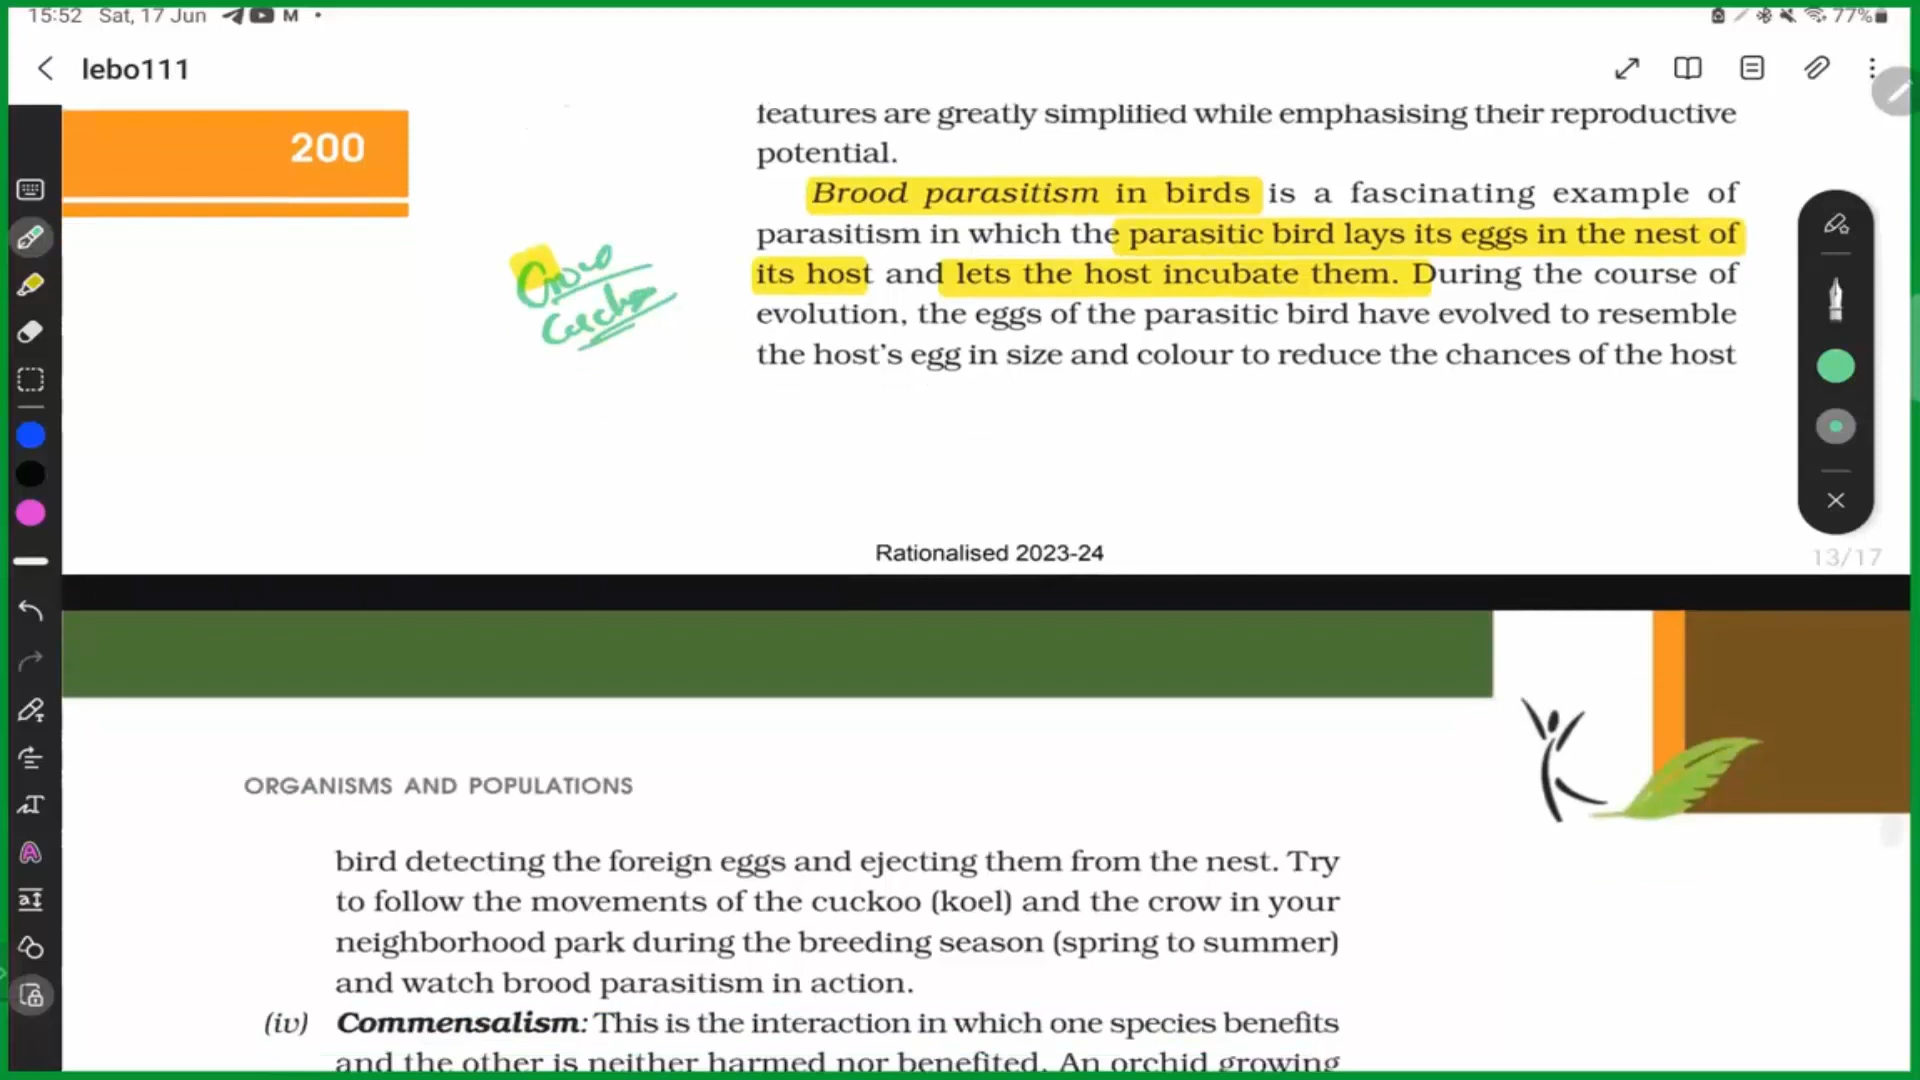 15:52 Sat, 17 Jun M
77%
lebo111
200
features are greatly simplified while emphasising their reproductive
potential.
Brood parasitism in birds is a fascinating example of
parasitism in which the parasitic bird lays its eggs in the nest of
its host and lets the host incubate them. During the course of
evolution, the eggs of the parasitic bird have evolved to resemble
the host's egg in size and colour to reduce the chances of the host
Rationalised 2023-24
13/17
ORGANISMS AND POPULATIONS
bird detecting the foreign eggs and ejecting them from the nest. Try
to follow the movements of the cuckoo (koel) and the crow in your
neighborhood park during the breeding season (spring to summer)
and watch brood parasitism in action.
(iv) Commensalism: This is the interaction in which one species benefits
and the other is neither harmed nor benefited. An orchid growing